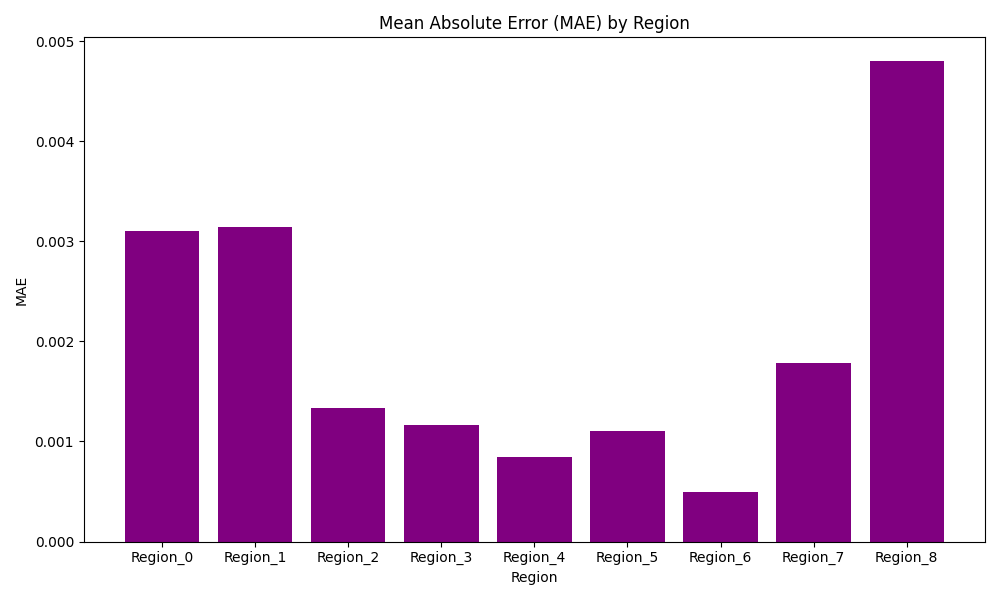 Mean Absolute Error (MAE) by Region
0.005
0.004
0.003
0.002
0.001
0.000
MAE
Region_0 Region_1 Region_2 Region_3 Region_4 Region_5 Region_6 Region_7 Region_8
Region